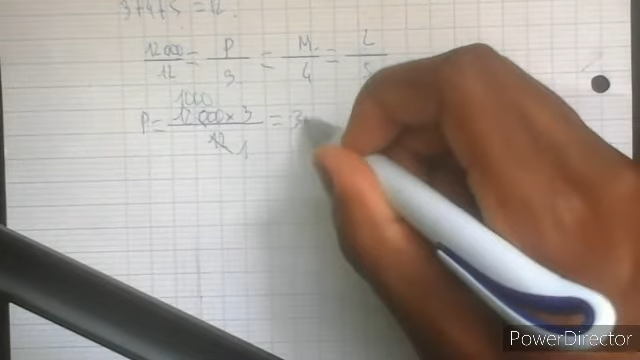 3+4+5 = 12.
12000/12 = P/3 = M/4 = L/5
1000
P = 12000 × 3/12 = 3
1
PowerDirector